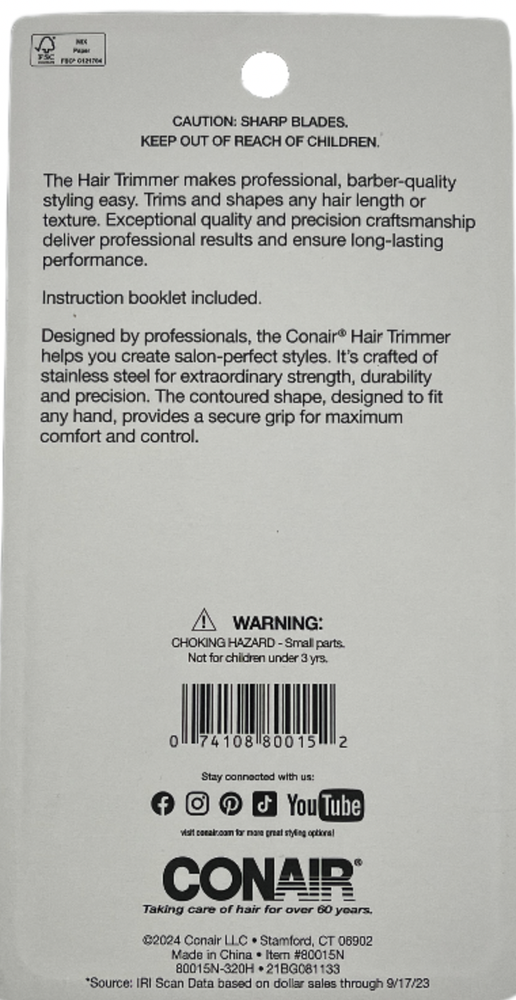 FSC
MIX
Paper
FSC® C121704
CAUTION: SHARP BLADES.
KEEP OUT OF REACH OF CHILDREN.
The Hair Trimmer makes professional, barber-quality
styling easy. Trims and shapes any hair length or
texture. Exceptional quality and precision craftsmanship
deliver professional results and ensure long-lasting
performance.
Instruction booklet included.
Designed by professionals, the Conair® Hair Trimmer
helps you create salon-perfect styles. It's crafted of
stainless steel for extraordinary strength, durability
and precision. The contoured shape, designed to fit
any hand, provides a secure grip for maximum
comfort and control.
WARNING:
CHOKING HAZARD - Small parts.
Not for children under 3 yrs.
0 74108 80015 2
Stay connected with us:
YouTube
visit conair.com for more great styling options!
CONAIR®
Taking care of hair for over 60 years.
©2024 Conair LLC • Stamford, CT 06902
Made in China • Item #80015N
80015N-320H • 21BG081133
*Source: IRI Scan Data based on dollar sales through 9/17/23